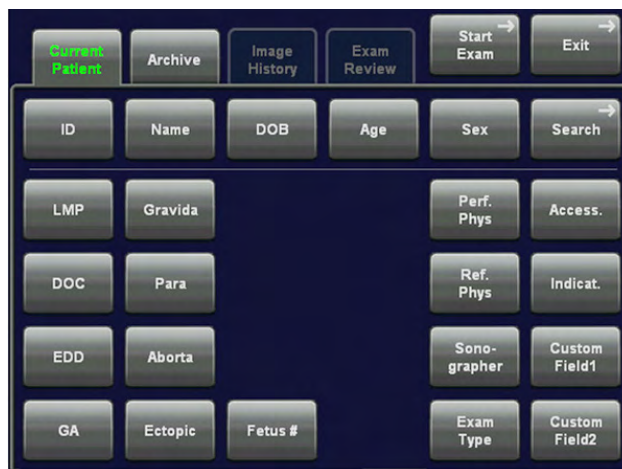 Current
Patient
Archive
Image
History
Exam
Review
Start
Exam
Exit
ID
Name
DOB
Age
Sex
Search
LMP
Gravida
Perf.
Phys
Access.
DOC
Para
Ref.
Phys
Indicat.
EDD
Aborta
Sono-
grapher
Custom
Field1
GA
Ectopic
Fetus #
Exam
Type
Custom
Field2